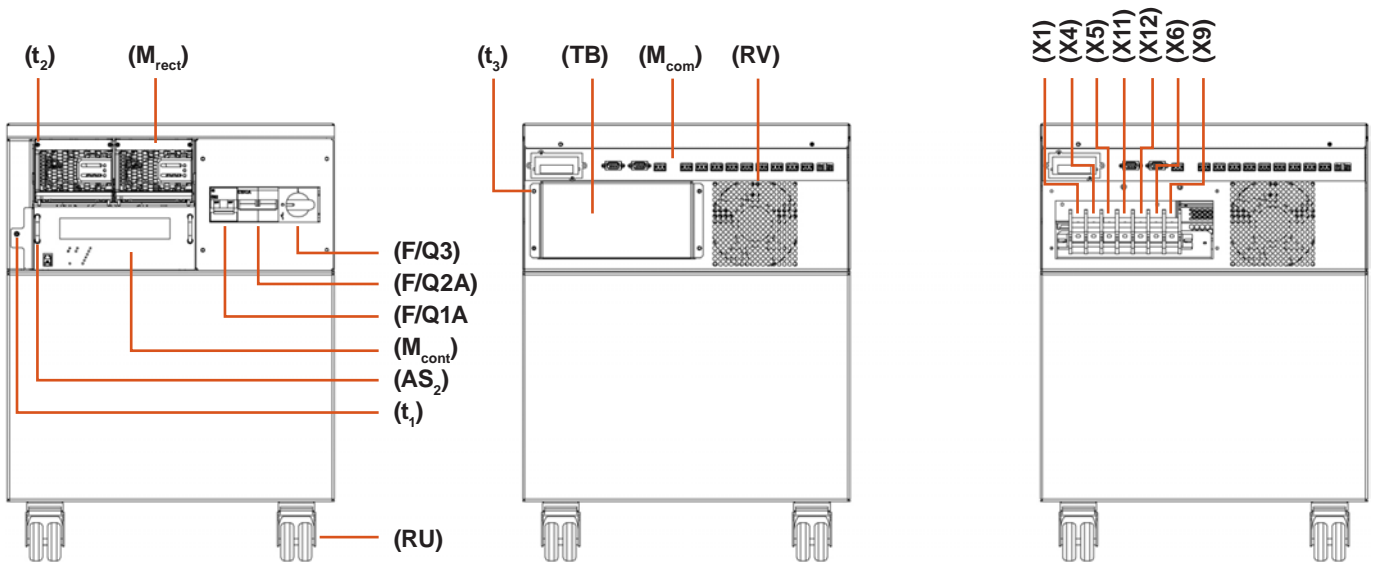 (t2)
(Mrect)
(F/Q3)
(F/Q2A)
(F/Q1A
(Mcont)
(AS2)
(t1)
(RU)
(t3)
(TB)
(Mcom)
(RV)
(X1)
(X4)
(X5)
(X11)
(X12)
(X6)
(X9)